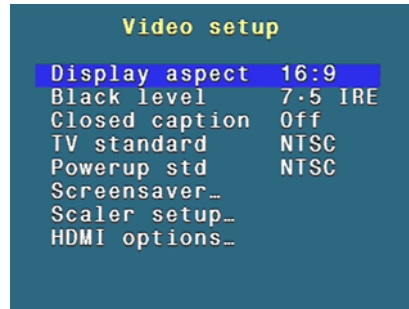 Video setup
Display aspect 16:9
Black level 7.5 IRE
Closed caption Off
TV standard NTSC
Powerup std NTSC
Screensaver…
Scaler setup…
HDMI options…